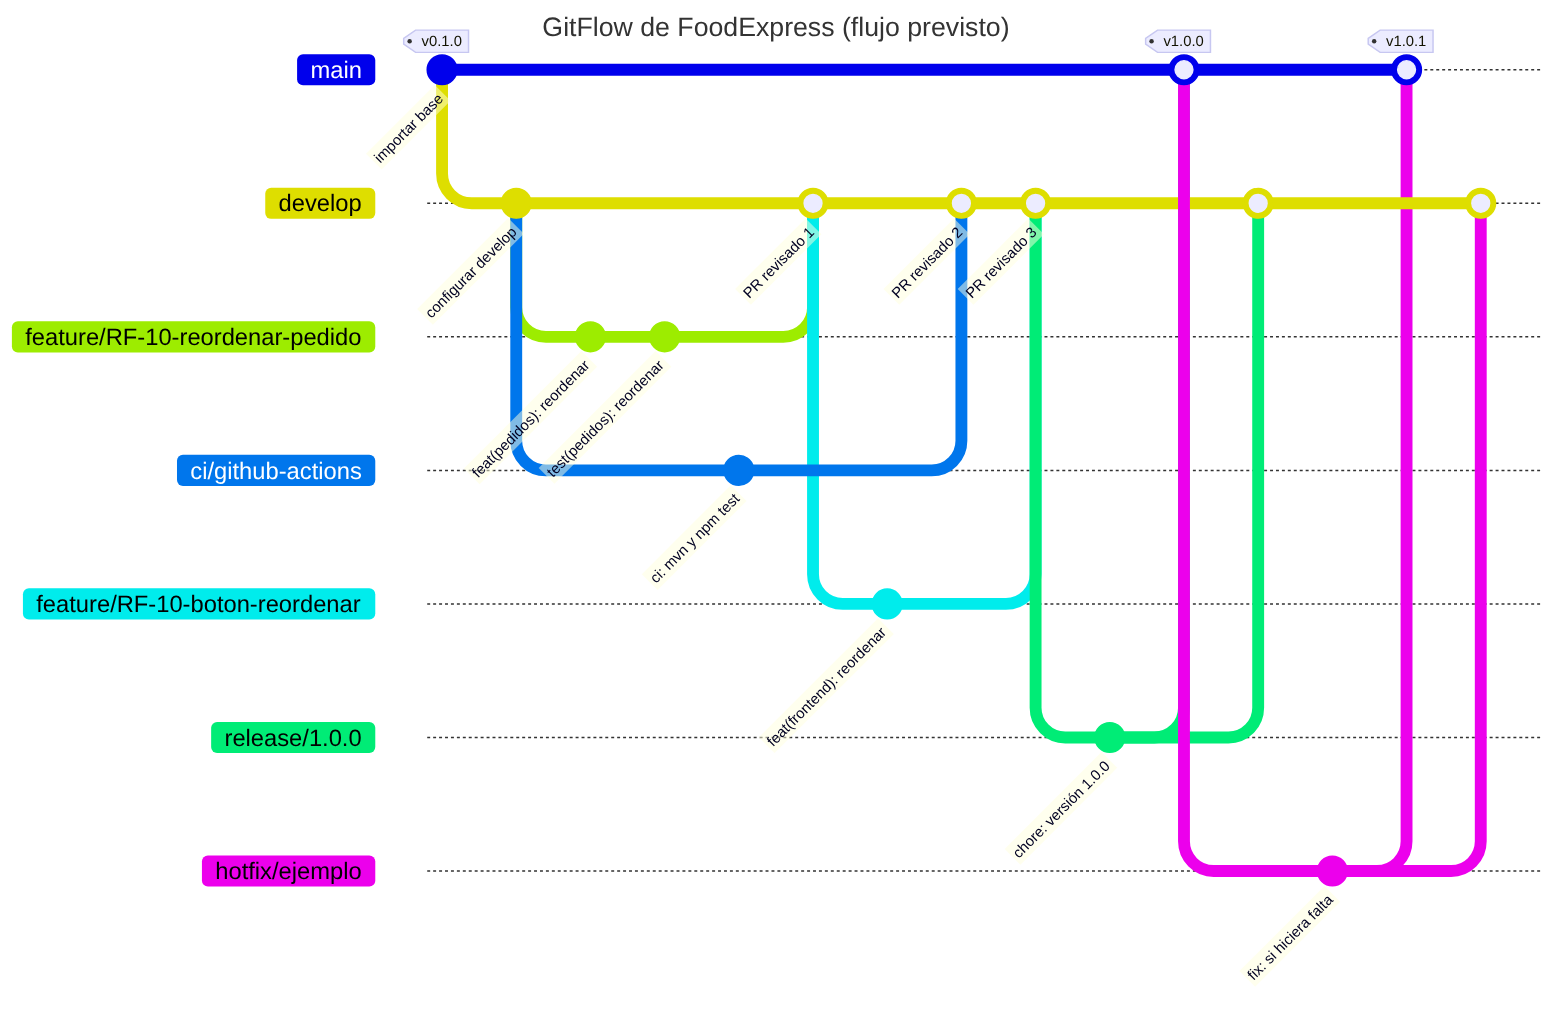 GitFlow de FoodExpress (flujo previsto)
v0.1.0
v1.0.0
v1.0.1
main
importar base
develop
configurar develop
PR revisado 1
PR revisado 2
PR revisado 3
feature/RF-10-reordenar-pedido
feat(pedidos): reordenar
test(pedidos): reordenar
ci/github-actions
ci: mvn y npm test
feature/RF-10-boton-reordenar
feat(frontend): reordenar
release/1.0.0
chore: versión 1.0.0
hotfix/ejemplo
fix: si hiciera falta